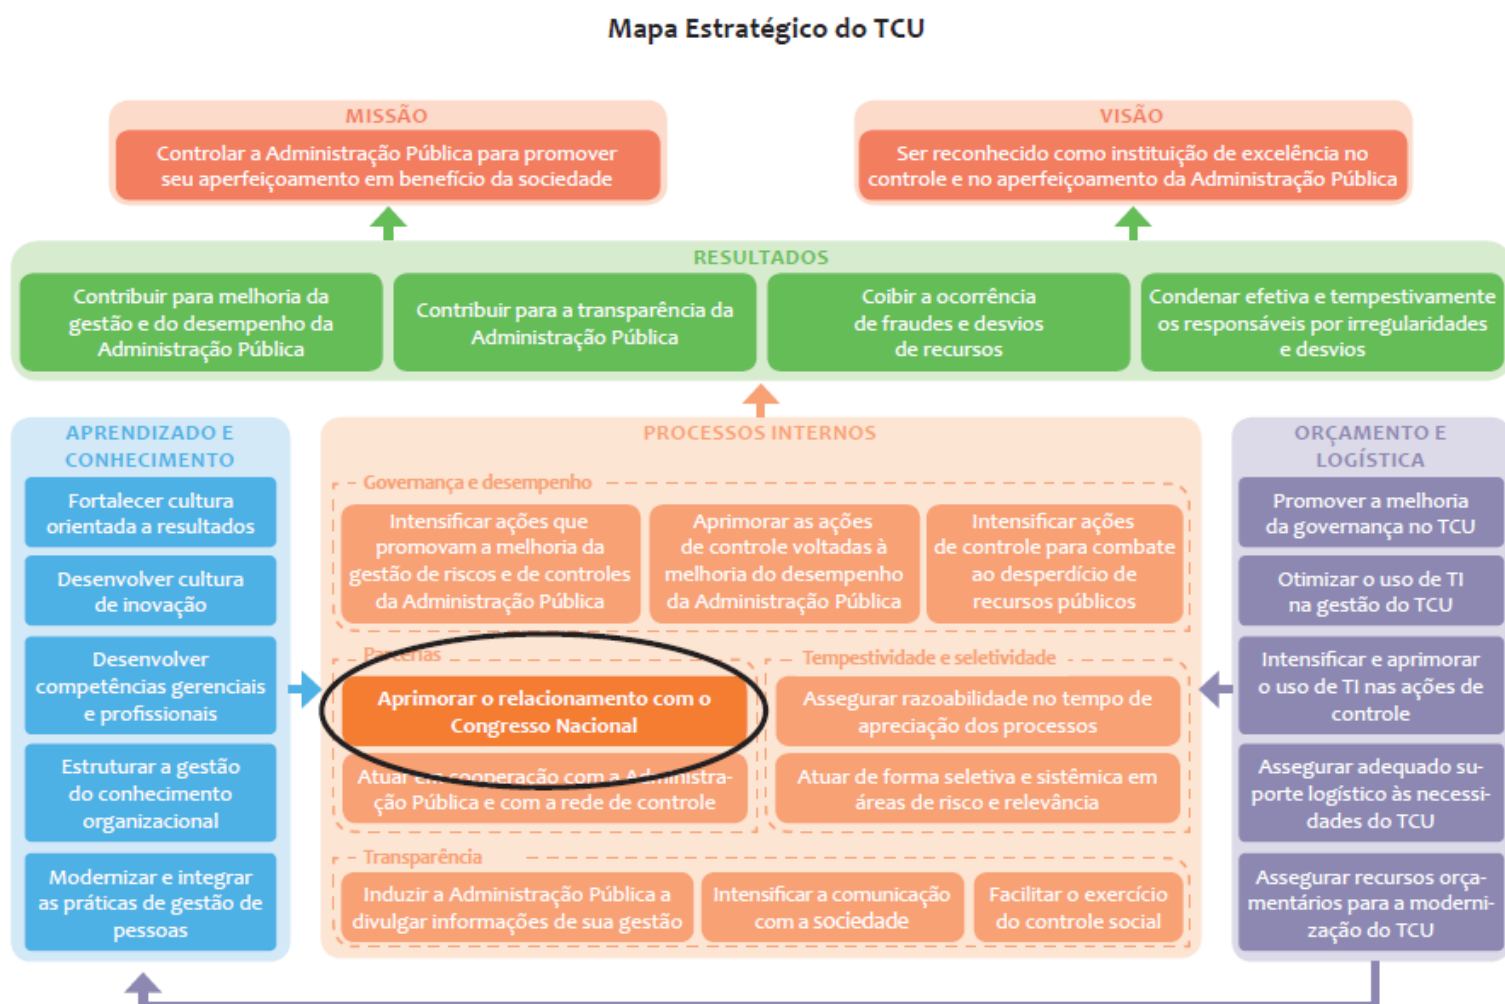 Mapa Estratégico do TCU
MISSÃO
Controlar a Administração Pública para promover
seu aperfeiçoamento em benefício da sociedade
VISÃO
Ser reconhecido como instituição de excelência no
controle e no aperfeiçoamento da Administração Pública
RESULTADOS
Contribuir para melhoria da
gestão e do desempenho da
Administração Pública
Contribuir para a transparência da
Administração Pública
Coibir a ocorrência
de fraudes e desvios
de recursos
Condenar efetiva e tempestivamente
os responsáveis por irregularidades
e desvios
APRENDIZADO E
CONHECIMENTO
Fortalecer cultura
orientada a resultados
Desenvolver cultura
de inovação
Desenvolver
competências gerenciais
e profissionais
Estruturar a gestão
do conhecimento
organizacional
Modernizar e integrar
as práticas de gestão de
pessoas
PROCESSOS INTERNOS
Governança e desempenho
Intensificar ações que
promovam a melhoria da
gestão de riscos e de controles
da Administração Pública
Aprimorar as ações
de controle voltadas à
melhoria do desempenho
da Administração Pública
Intensificar ações
de controle para combate
ao desperdício de
recursos públicos
Parcerias
Aprimorar o relacionamento com o
Congresso Nacional
Atuar em cooperação com a Administra-
ção Pública e com a rede de controle
Tempestividade e seletividade
Assegurar razoabilidade no tempo de
apreciação dos processos
Atuar de forma seletiva e sistêmica em
áreas de risco e relevância
Transparência
Induzir a Administração Pública a
divulgar informações de sua gestão
Intensificar a comunicação
com a sociedade
Facilitar o exercício
do controle social
ORÇAMENTO E
LOGÍSTICA
Promover a melhoria
da governança no TCU
Otimizar o uso de TI
na gestão do TCU
Intensificar e aprimorar
o uso de TI nas ações de
controle
Assegurar adequado su-
porte logístico às necessi-
dades do TCU
Assegurar recursos orça-
mentários para a moderni-
zação do TCU